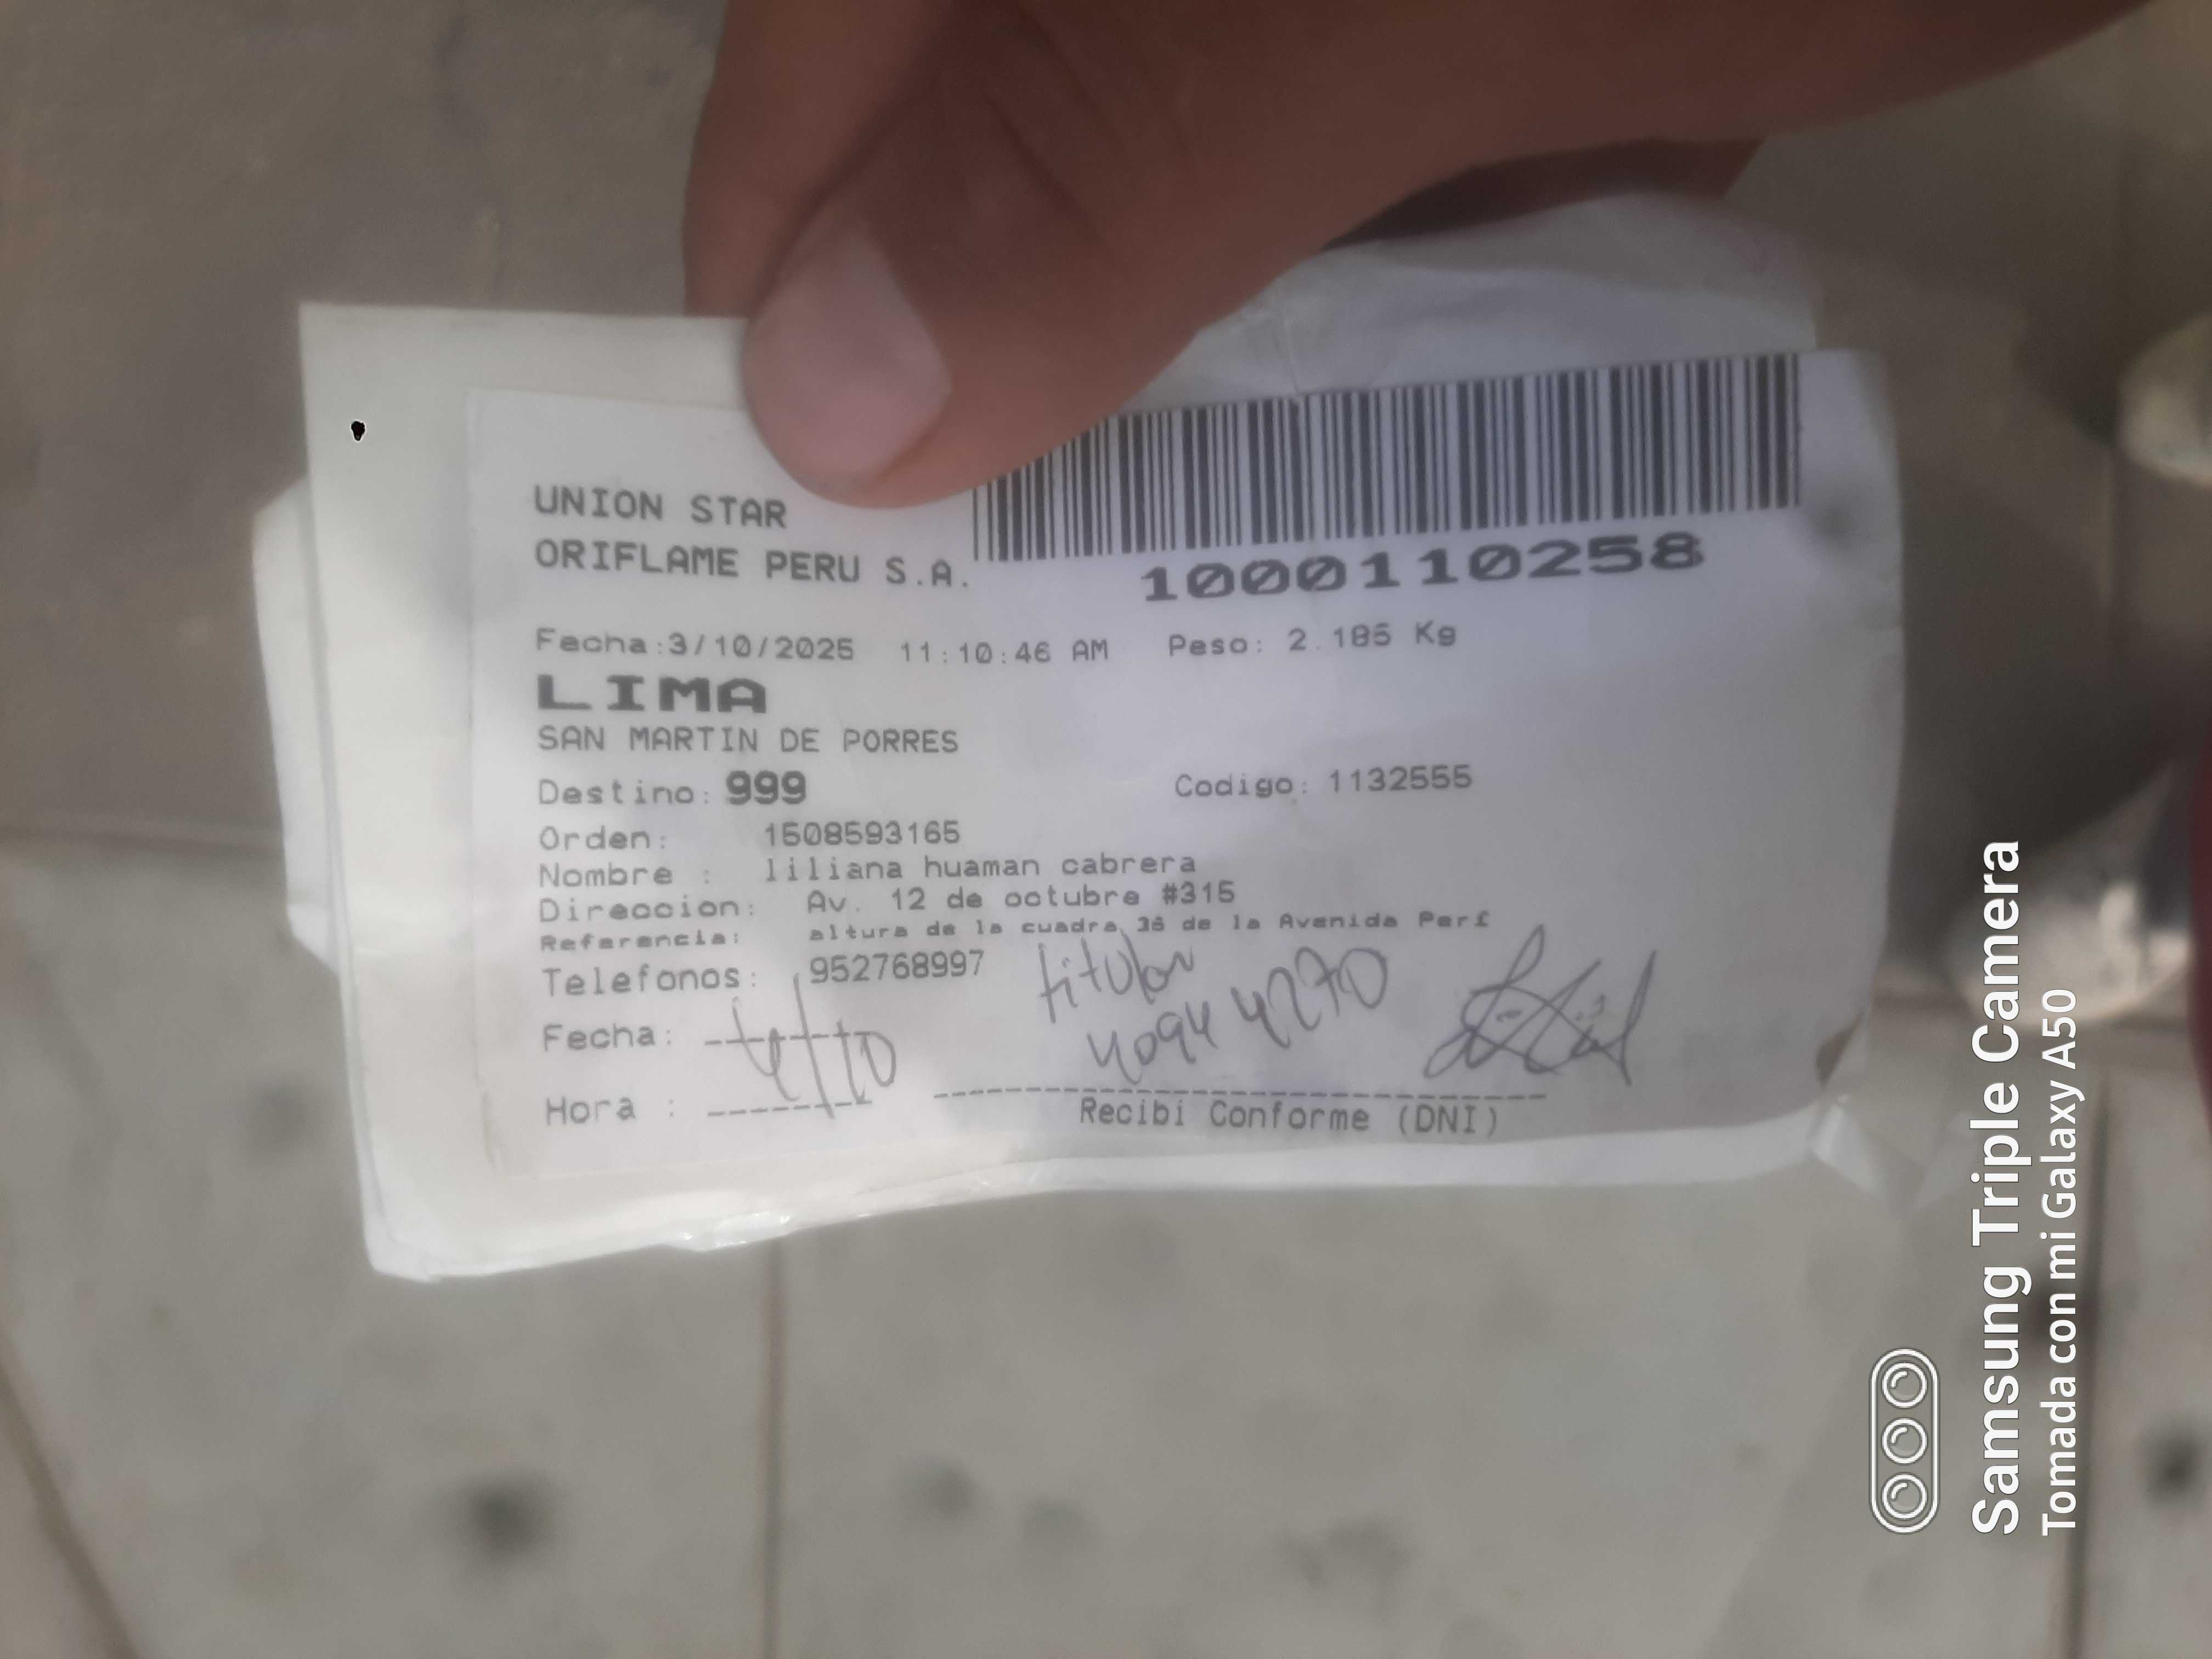 UNION STAR
ORIFLAME PERU S.A.
1000110258
Fecha:3/10/2025 11:10:46 AM Peso: 2.185 Kg
LIMA
SAN MARTIN DE PORRES
Destino: 999 Codigo: 1132555
Orden: 1508593165
Nombre : liliana huaman cabrera
Direccion: Av. 12 de octubre #315
Referencia: altura de la cuadra 36 de la Avenida Per£
Telefonos: 952768997 titular
Fecha: 4/10 40944270
Hora :
Recibi Conforme (DNI)
Samsung Triple Camera
Tomada con mi Galaxy A50